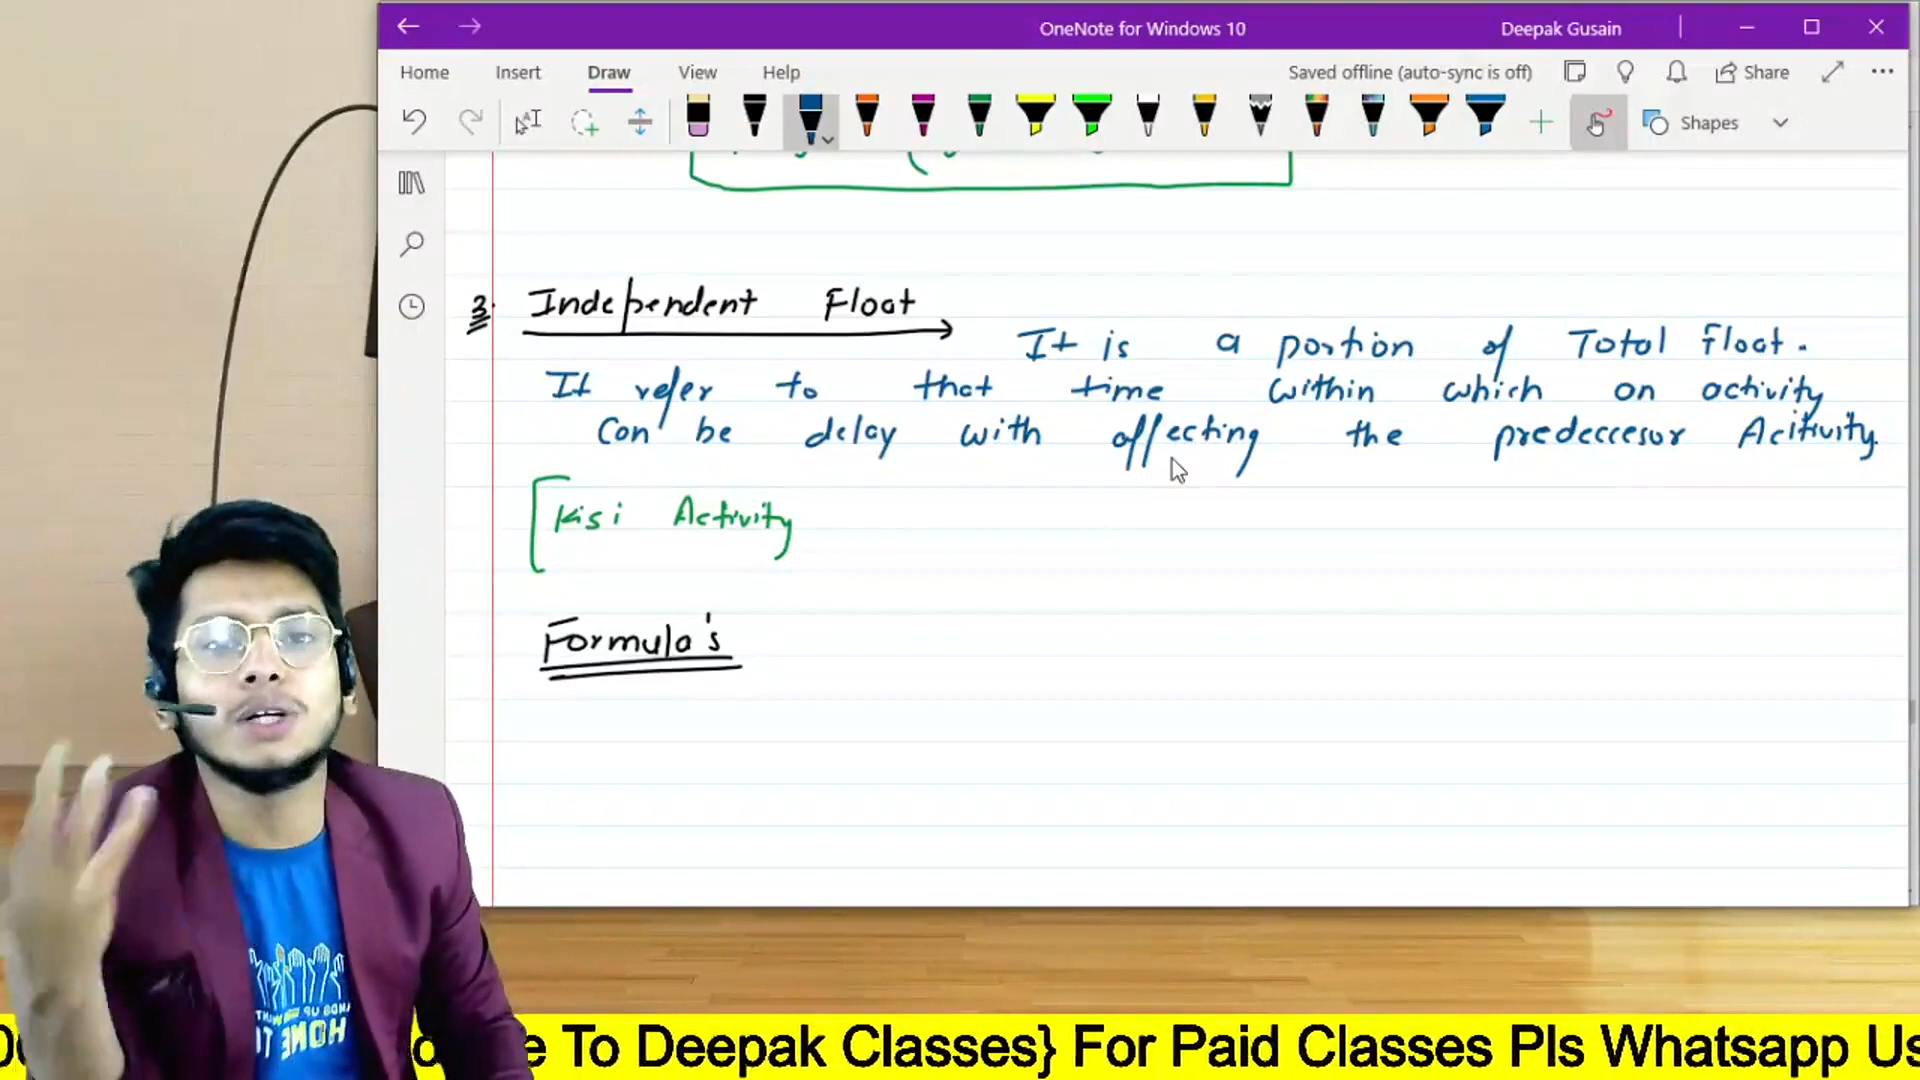 OneNote for Windows 10
Deepak Gusain
Home Insert Draw View Help
Saved offline (auto-sync is off)
Share
Shapes
3. Independent Float
It is a portion of Total Float.
It refer to that time within which an activity
Can be delay with affecting the predeccesor Acitivity.
Kisi Activity
Formula's
HOME
e To Deepak Classes} For Paid Classes Pls Whatsapp Us